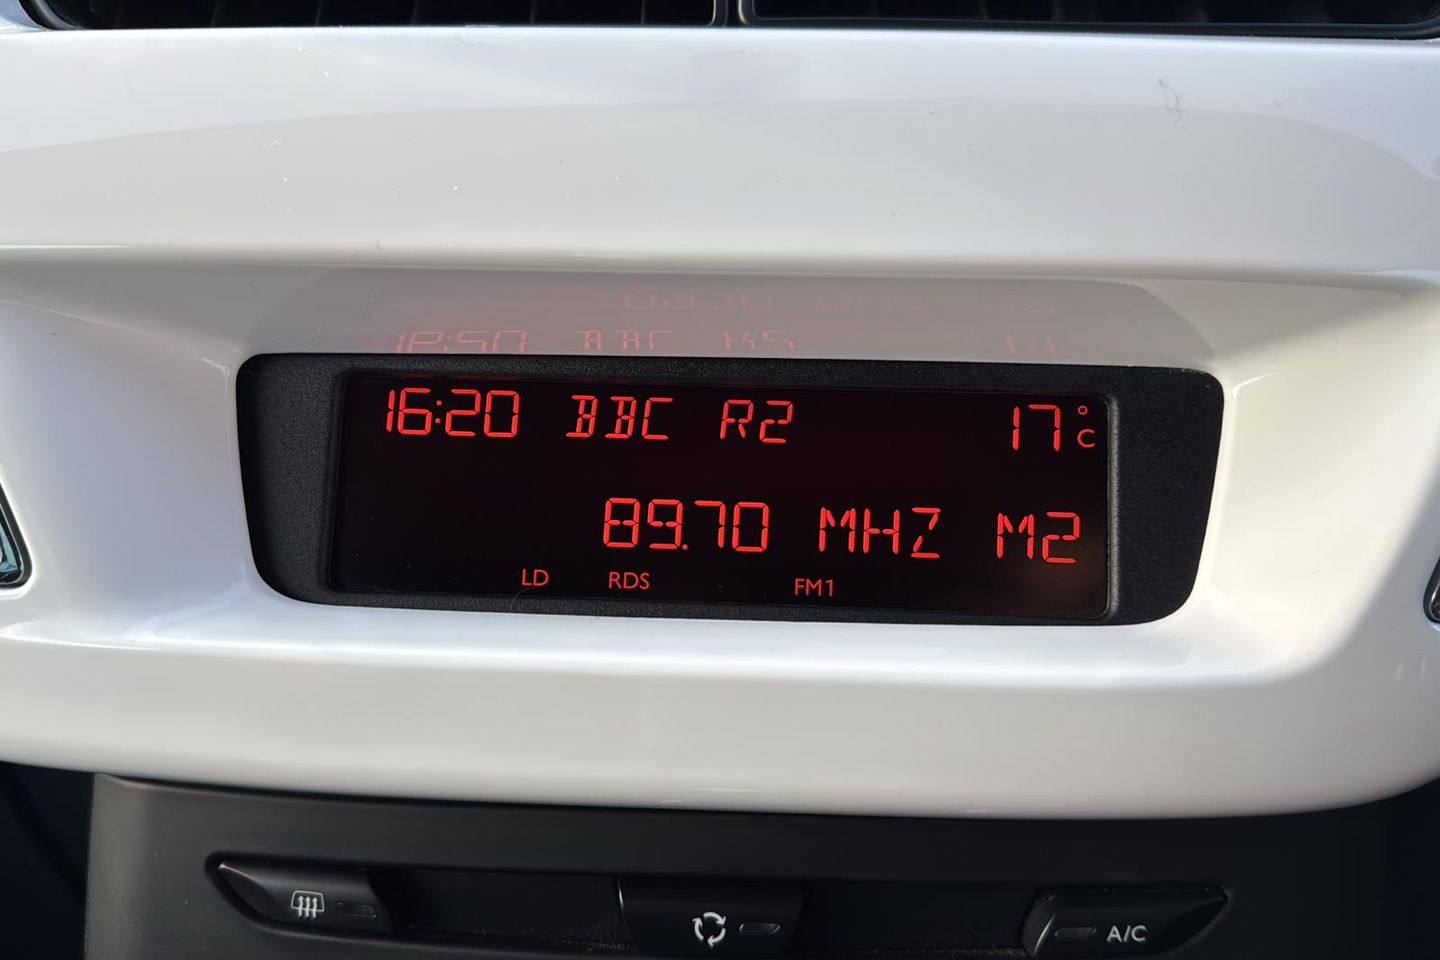 16:20 BBC R2 17°C
89.70 MHZ M2
LD RDS FM1
A/C